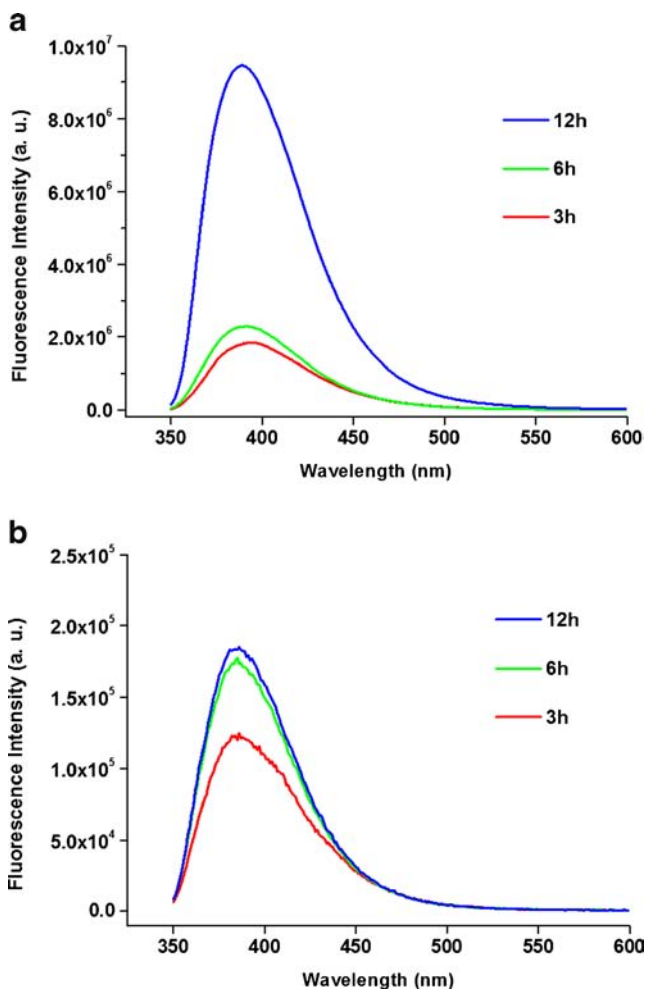 a
Fluorescence Intensity (a. u.)
1.0x10⁷
8.0x10⁶
6.0x10⁶
4.0x10⁶
2.0x10⁶
0.0
12h
6h
3h
350 400 450 500 550 600
Wavelength (nm)
b
Fluorescence Intensity (a. u.)
2.5x10⁵
2.0x10⁵
1.5x10⁵
1.0x10⁵
5.0x10⁴
0.0
12h
6h
3h
350 400 450 500 550 600
Wavelength (nm)